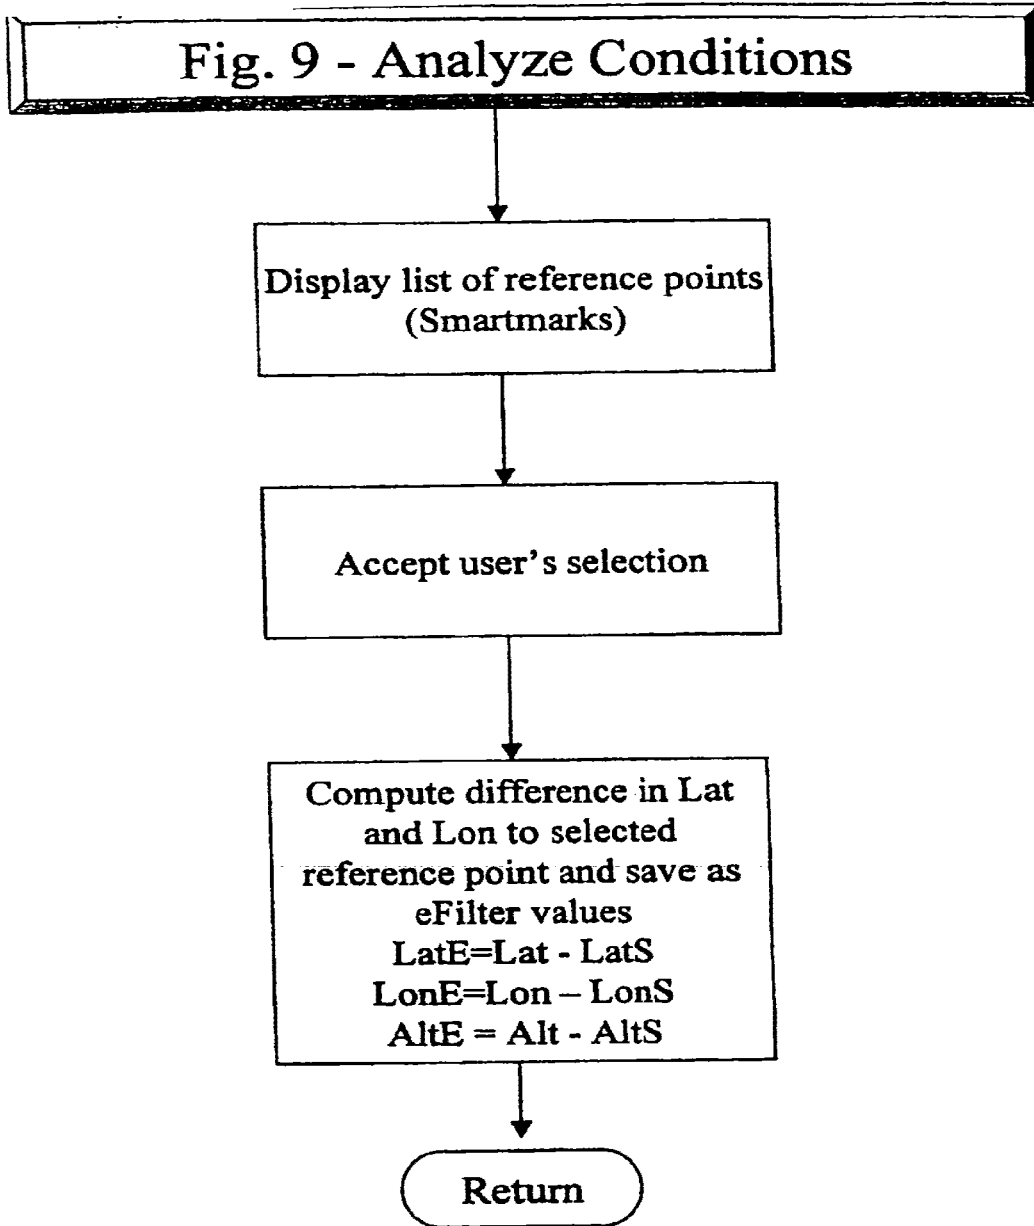 Fig. 9 - Analyze Conditions
Display list of reference points
(Smartmarks)
Accept user's selection
Compute difference in Lat
and Lon to selected
reference point and save as
eFilter values
LatE=Lat - LatS
LonE=Lon – LonS
AltE = Alt - AltS
Return